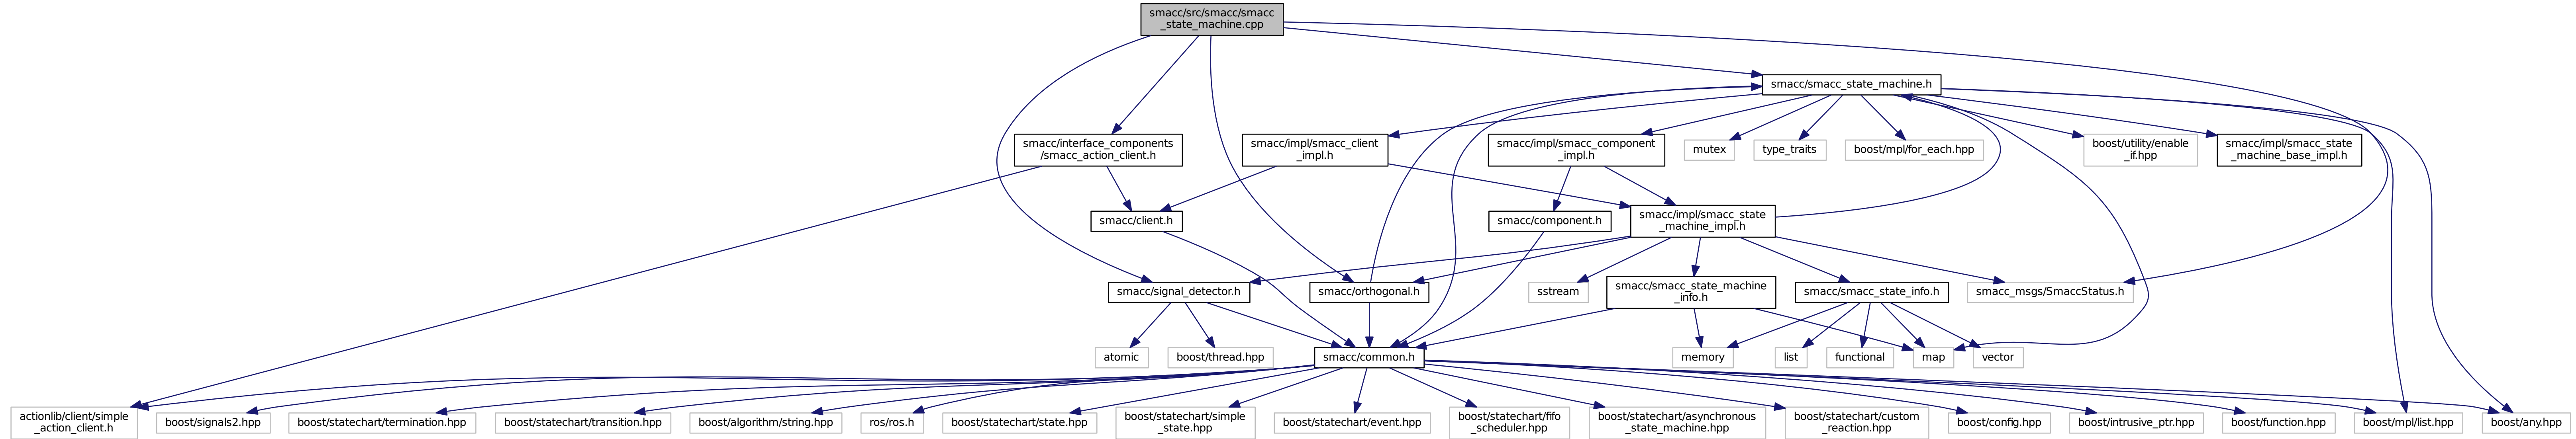 smacc/src/smacc/smacc
_state_machine.cpp
smacc/smacc_state_machine.h
smacc/interface_components
/smacc_action_client.h
smacc/impl/smacc_client
_impl.h
smacc/impl/smacc_component
_impl.h
mutex
type_traits
boost/mpl/for_each.hpp
boost/utility/enable
_if.hpp
smacc/impl/smacc_state
_machine_base_impl.h
smacc/client.h
smacc/component.h
smacc/impl/smacc_state
_machine_impl.h
smacc/signal_detector.h
smacc/orthogonal.h
sstream
smacc/smacc_state_machine
_info.h
smacc/smacc_state_info.h
smacc_msgs/SmaccStatus.h
atomic
boost/thread.hpp
smacc/common.h
memory
list
functional
map
vector
actionlib/client/simple
_action_client.h
boost/signals2.hpp
boost/statechart/termination.hpp
boost/statechart/transition.hpp
boost/algorithm/string.hpp
ros/ros.h
boost/statechart/state.hpp
boost/statechart/simple
_state.hpp
boost/statechart/event.hpp
boost/statechart/fifo
_scheduler.hpp
boost/statechart/asynchronous
_state_machine.hpp
boost/statechart/custom
_reaction.hpp
boost/config.hpp
boost/intrusive_ptr.hpp
boost/function.hpp
boost/mpl/list.hpp
boost/any.hpp